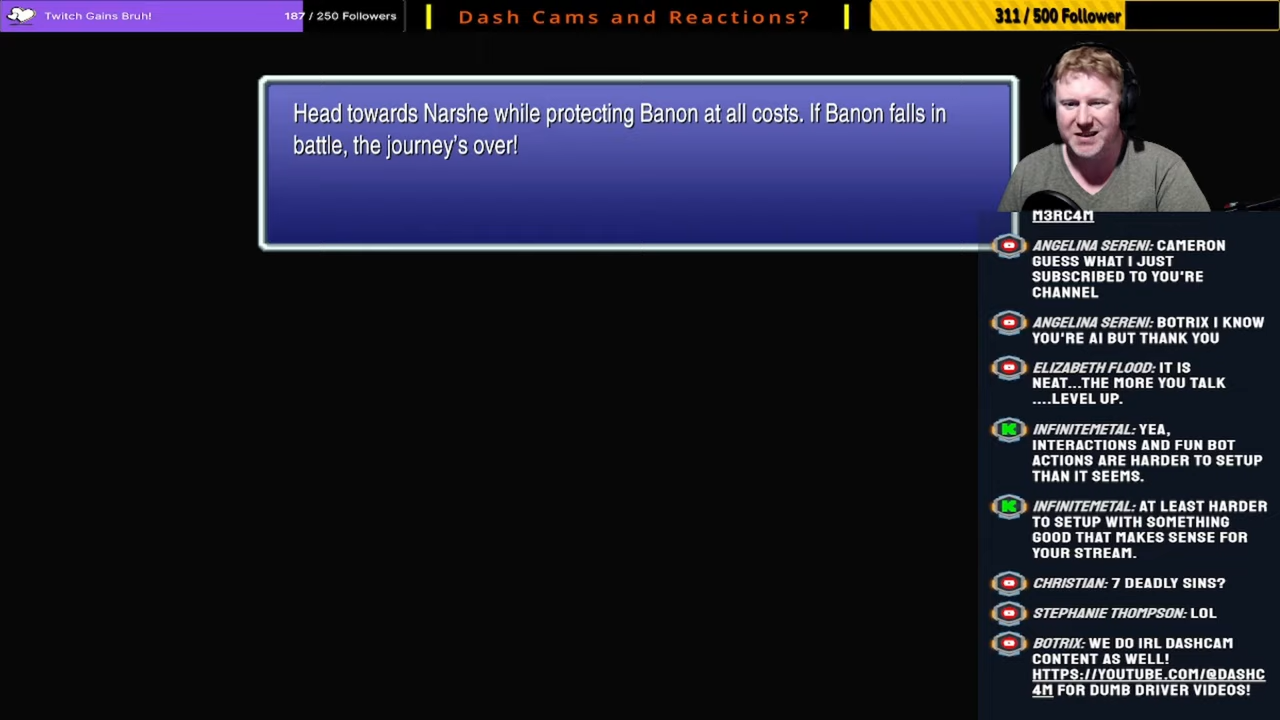 Twitch Gains Bruh!
187 / 250 Followers
Dash Cams and Reactions?
311 / 500 Follower
Head towards Narshe while protecting Banon at all costs. If Banon falls in
battle, the journey's over!
M3RC4M
ANGELINA SERENI: CAMERON
GUESS WHAT I JUST
SUBSCRIBED TO YOU'RE
CHANNEL
ANGELINA SERENI: BOTRIX I KNOW
YOU'RE AI BUT THANK YOU
ELIZABETH FLOOD: IT IS
NEAT...THE MORE YOU TALK
....LEVEL UP.
INFINITEMETAL: YEA,
INTERACTIONS AND FUN BOT
ACTIONS ARE HARDER TO SETUP
THAN IT SEEMS.
INFINITEMETAL: AT LEAST HARDER
TO SETUP WITH SOMETHING
GOOD THAT MAKES SENSE FOR
YOUR STREAM.
CHRISTIAN: 7 DEADLY SINS?
STEPHANIE THOMPSON: LOL
BOTRIX: WE DO IRL DASHCAM
CONTENT AS WELL!
HTTPS://YOUTUBE.COM/@DASHC
4M FOR DUMB DRIVER VIDEOS!